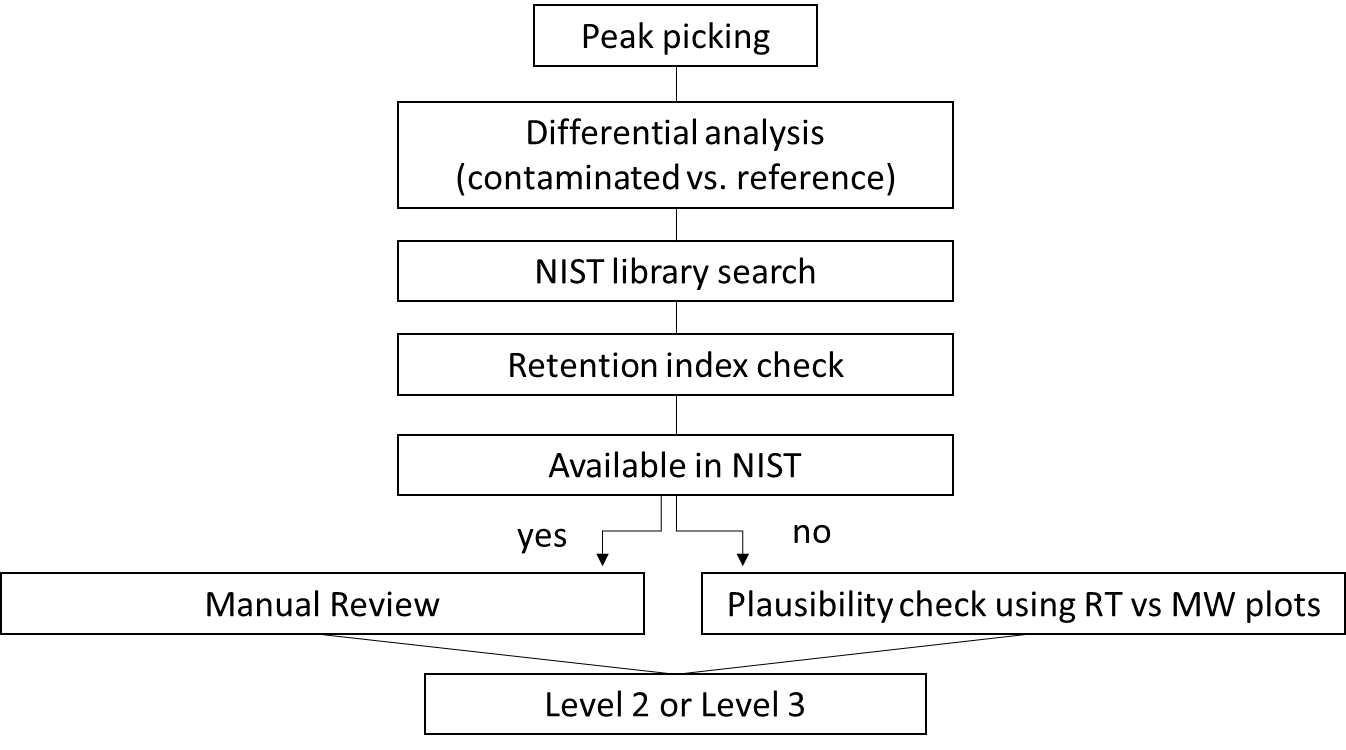 Peak picking
Differential analysis
(contaminated vs. reference)
NIST library search
Retention index check
Available in NIST
yes
no
Manual Review
Plausibility check using RT vs MW plots
Level 2 or Level 3